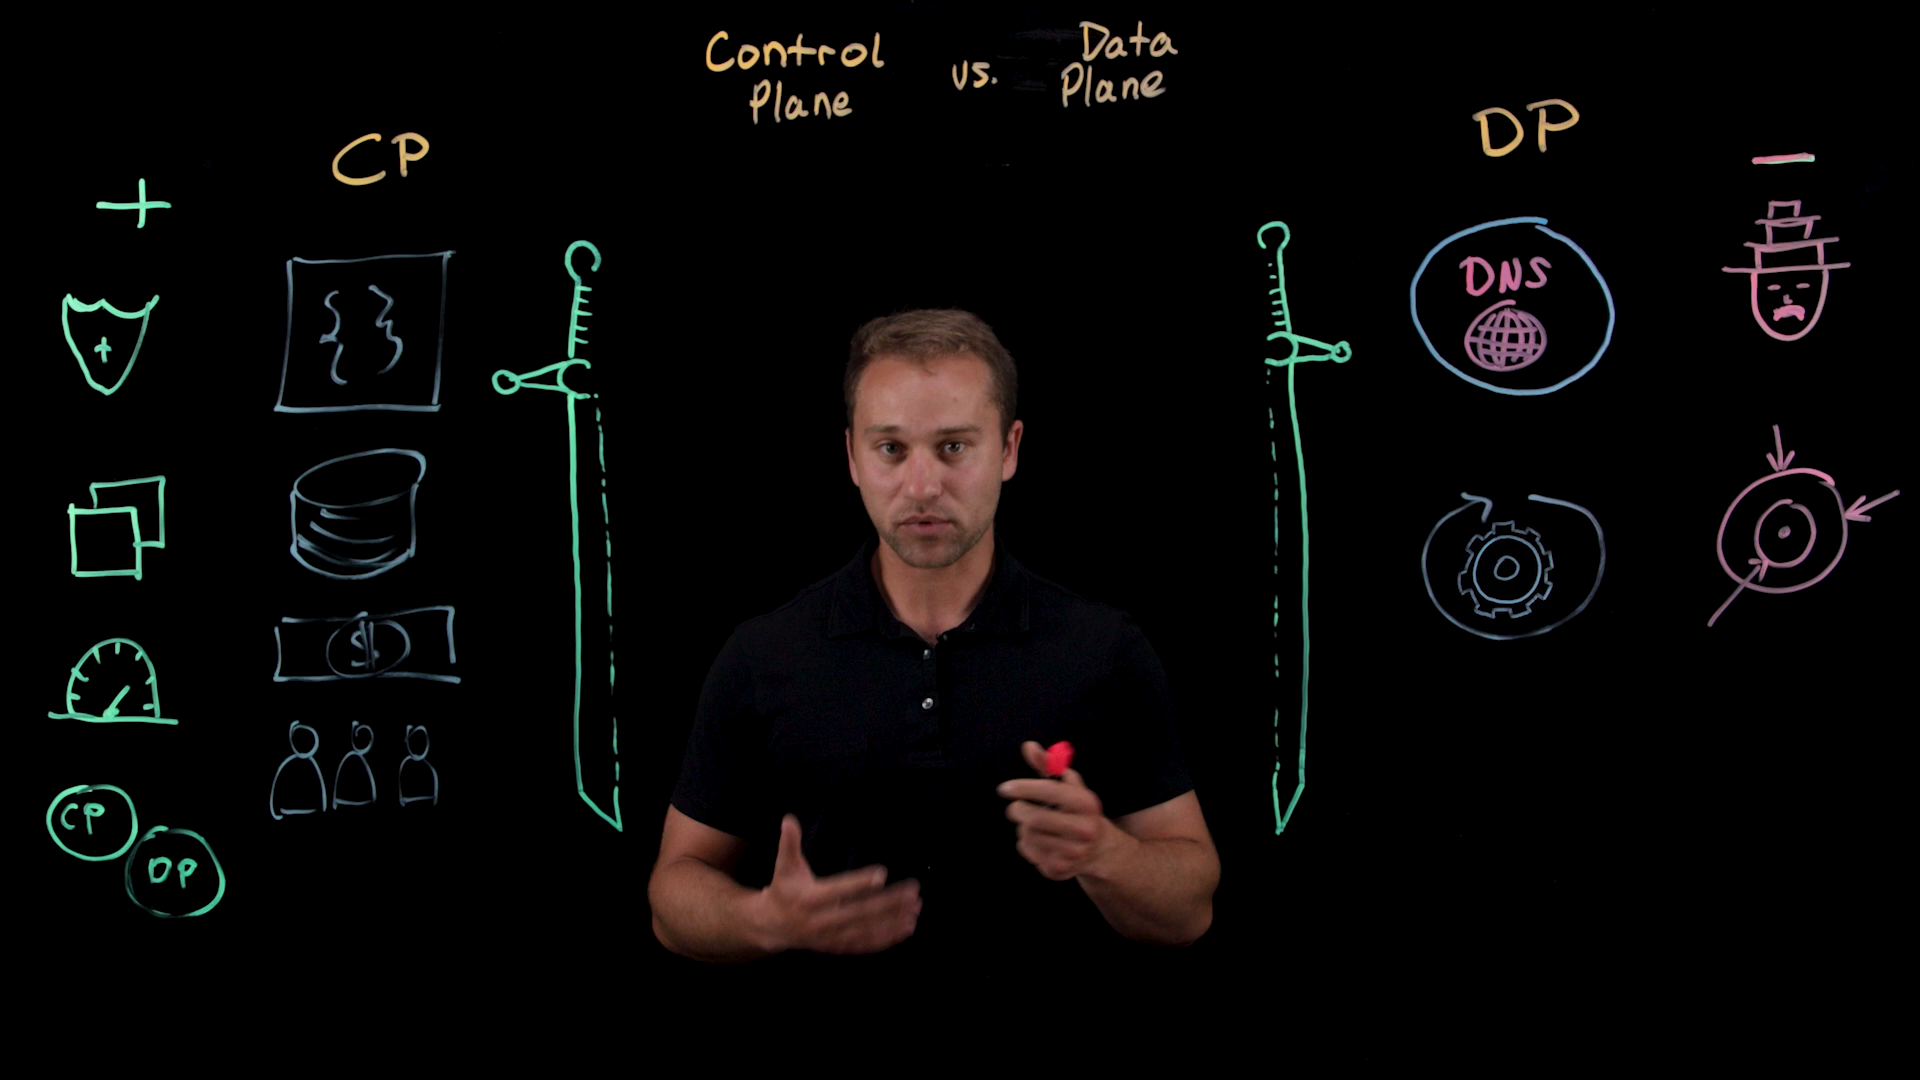 Control
Plane
vs.
Data
Plane
CP
DP
+
–
{ }
DNS
$
CP
DP